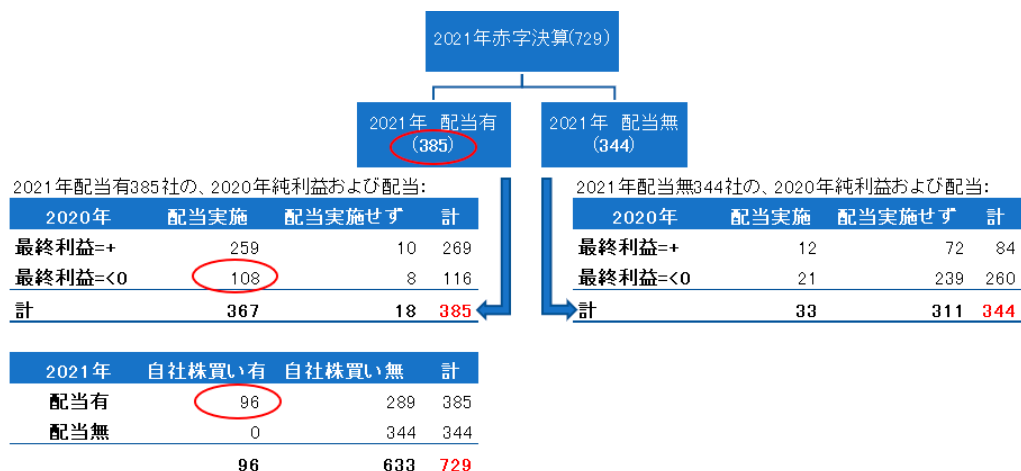 2021年赤字決算(729)
2021年 配当有
(385)
2021年 配当無
(344)
2021年配当有385社の、2020年純利益および配当:
2020年 配当実施 配当実施せず 計
最終利益=+ 259 10 269
最終利益=<0 108 8 116
計 367 18 385
2021年配当無344社の、2020年純利益および配当:
2020年 配当実施 配当実施せず 計
最終利益=+ 12 72 84
最終利益=<0 21 239 260
計 33 311 344
2021年 自社株買い有 自社株買い無 計
配当有 96 289 385
配当無 0 344 344
96 633 729